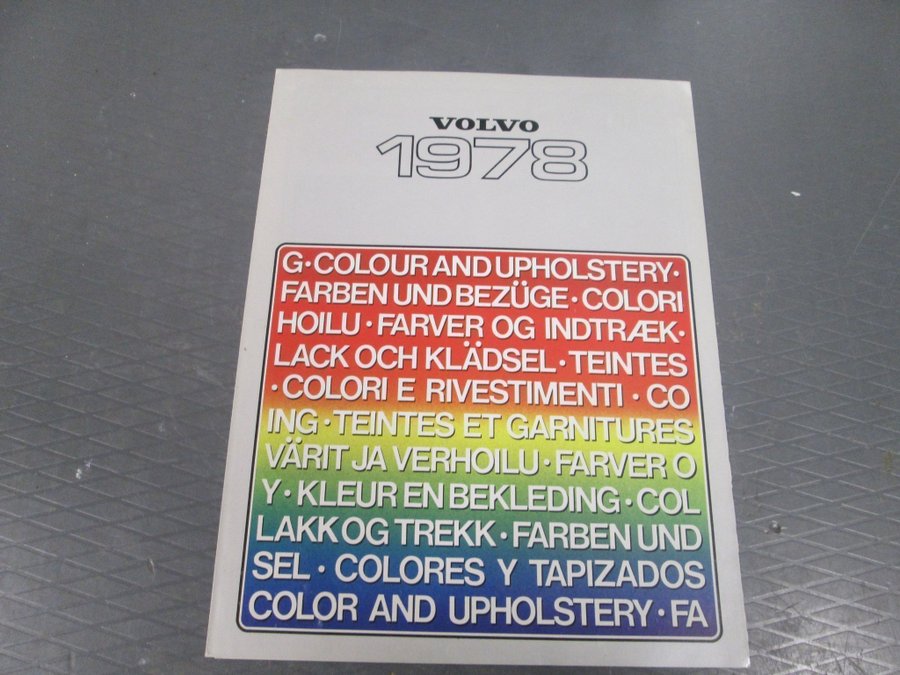 VOLVO
1978
G·COLOUR AND UPHOLSTERY·
FARBEN UND BEZÜGE·COLORI
HOILU·FARVER OG INDTRÆK·
LACK OCH KLÄDSEL·TEINTES
·COLORI E RIVESTIMENTI·CO
ING·TEINTES ET GARNITURES
VÄRIT JA VERHOILU·FARVER O
Y·KLEUR EN BEKLEDING·COL
LAKK OG TREKK·FARBEN UND
SEL·COLORES Y TAPIZADOS
COLOR AND UPHOLSTERY·FA